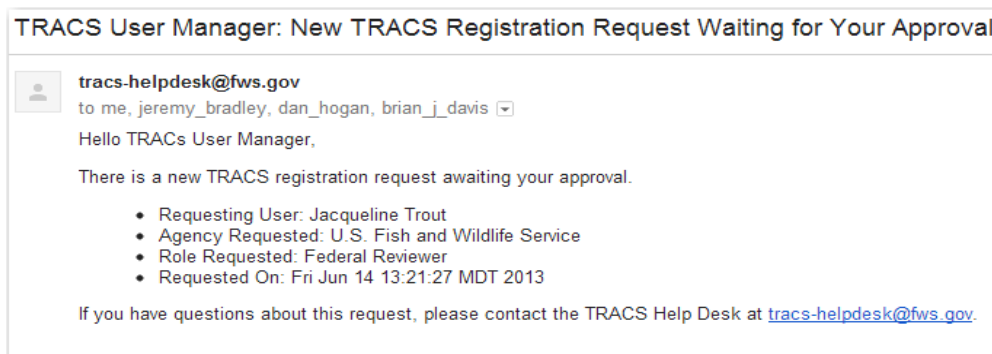 TRACS User Manager: New TRACS Registration Request Waiting for Your Approval
tracs-helpdesk@fws.gov
to me, jeremy_bradley, dan_hogan, brian_j_davis
Hello TRACs User Manager,
There is a new TRACS registration request awaiting your approval.
• Requesting User: Jacqueline Trout
• Agency Requested: U.S. Fish and Wildlife Service
• Role Requested: Federal Reviewer
• Requested On: Fri Jun 14 13:21:27 MDT 2013
If you have questions about this request, please contact the TRACS Help Desk at tracs-helpdesk@fws.gov.